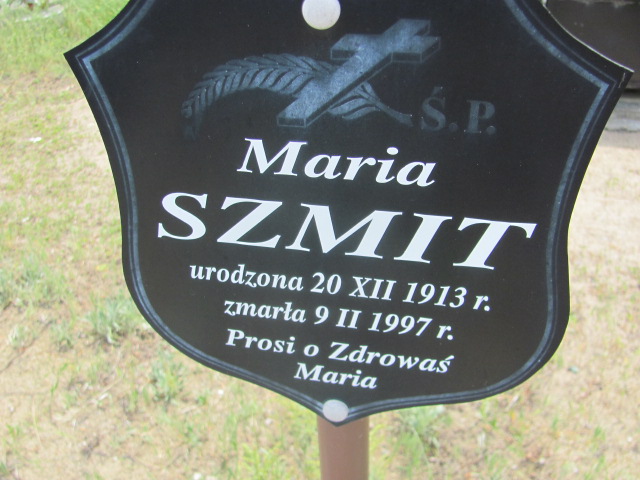 Ś.P.
Maria
SZMIT
urodzona 20 XII 1913 r.
zmarła 9 II 1997 r.
Prosi o Zdrowaś
Maria